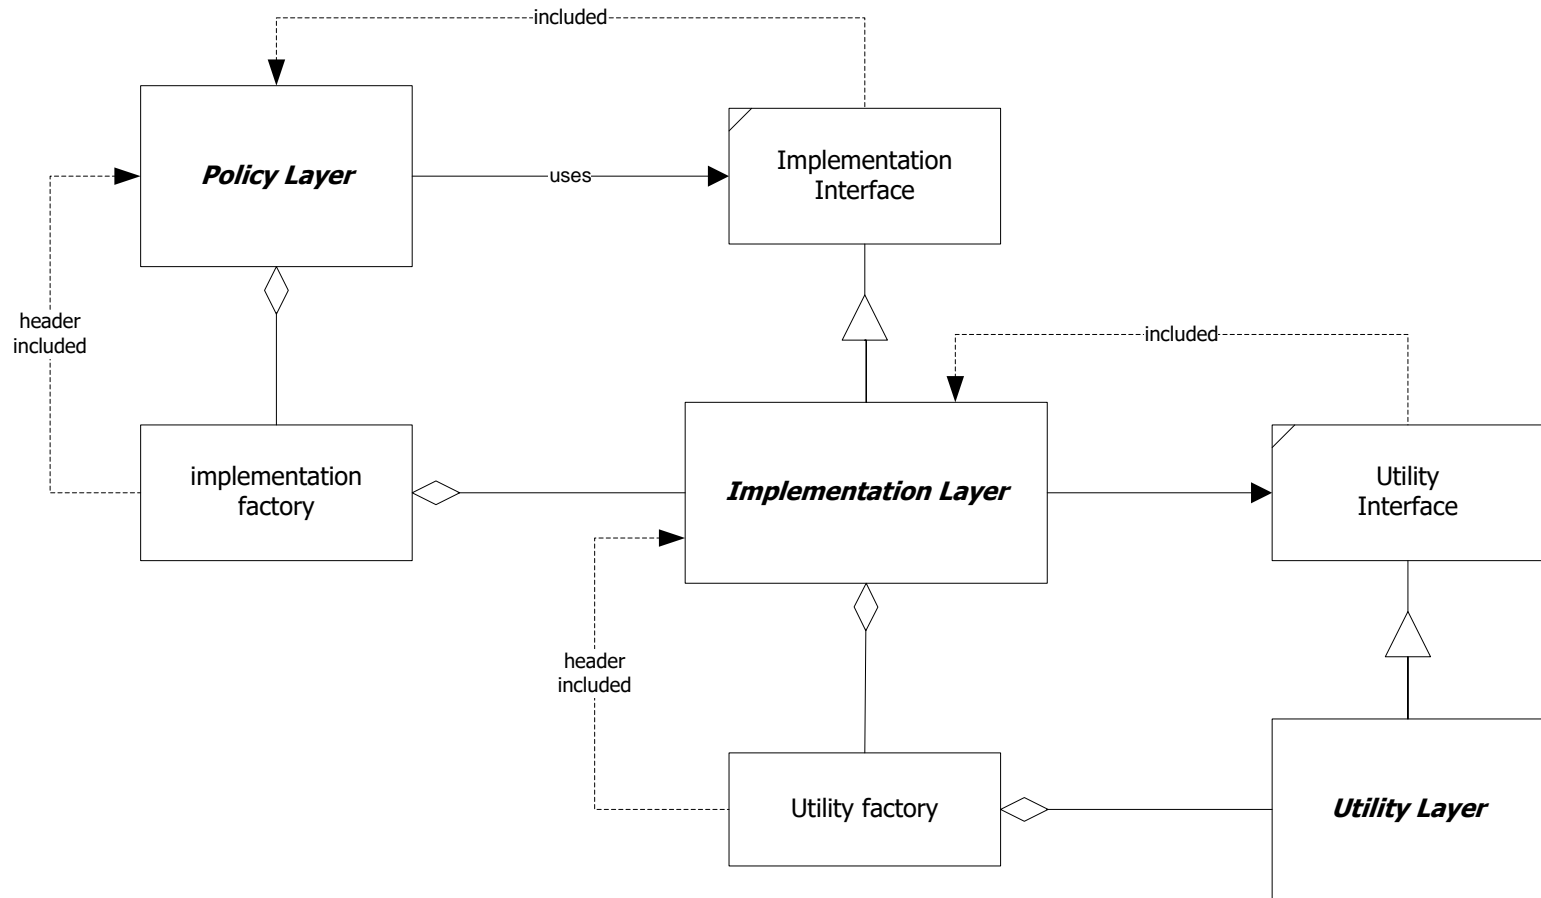 included
Policy Layer
uses
Implementation
Interface
header
included
included
implementation
factory
Implementation Layer
Utility
Interface
header
included
Utility factory
Utility Layer